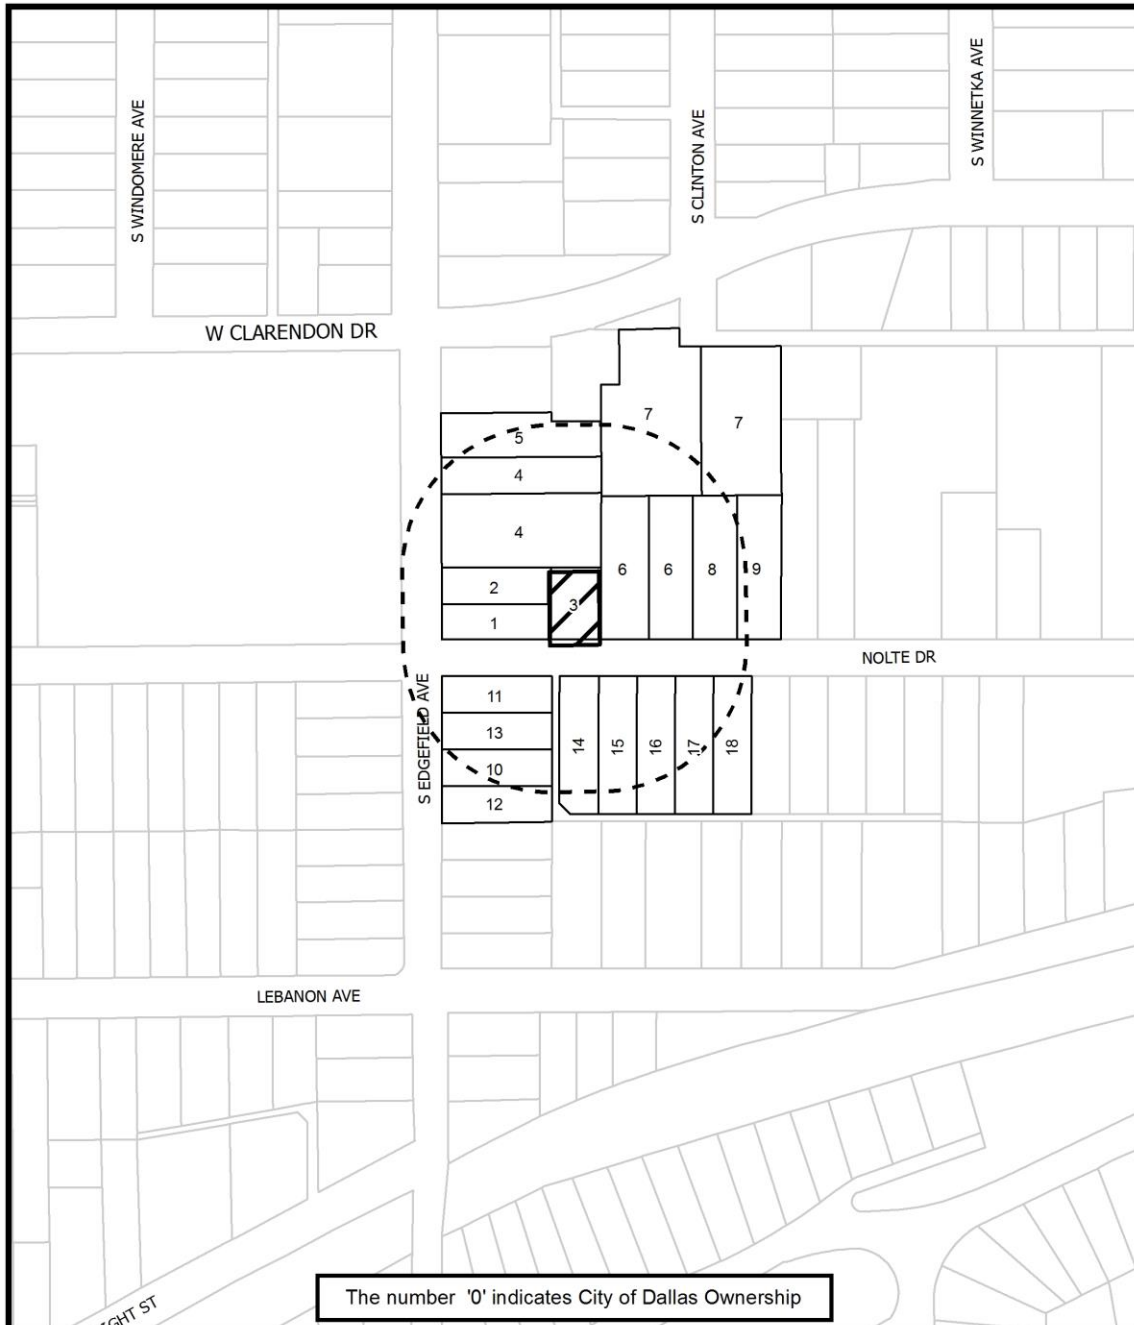 S WINDOMERE AVE
S CLINTON AVE
S WINNETKA AVE
W CLARENDON DR
7
7
5
4
4
2
3
6
6
8
9
1
NOLTE DR
S EDGEFIELD AVE
11
13
10
12
14
15
16
17
18
LEBANON AVE
The number '0' indicates City of Dallas Ownership